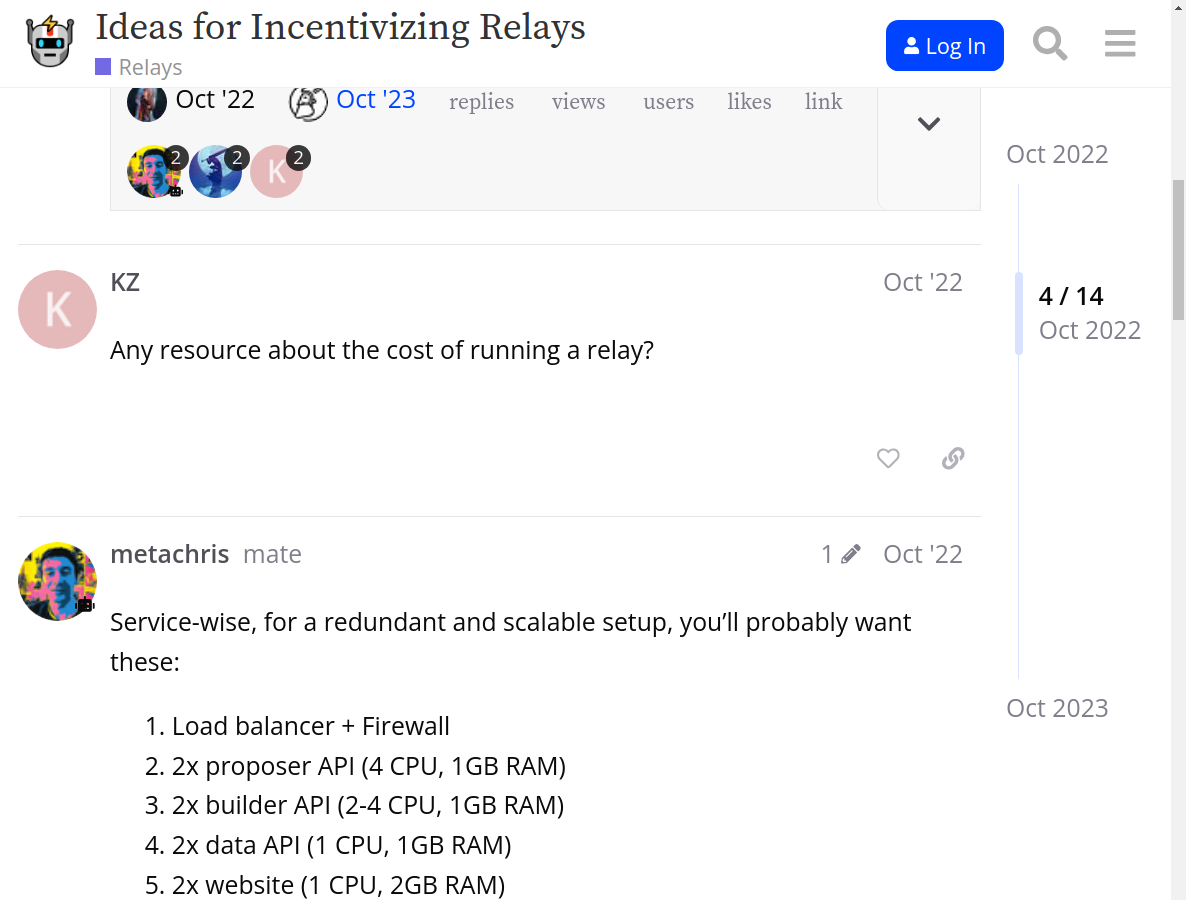 Ideas for Incentivizing Relays
Relays
Log In
Oct '22
Oct '23
replies
views
users
likes
link
2
2
K
2
Oct 2022
4 / 14
Oct 2022
Oct 2023
K
KZ
Oct '22
Any resource about the cost of running a relay?
metachris mate
1
Oct '22
Service-wise, for a redundant and scalable setup, you’ll probably want
these:
1. Load balancer + Firewall
2. 2x proposer API (4 CPU, 1GB RAM)
3. 2x builder API (2-4 CPU, 1GB RAM)
4. 2x data API (1 CPU, 1GB RAM)
5. 2x website (1 CPU, 2GB RAM)